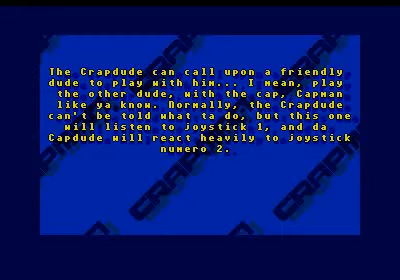 The Crapdude can call upon a friendly
dude to play with him... I mean, play
the other dude, with the cap, Capman
like ya know. Normally, the Crapdude
can't be told what ta do, but this one
will listen to joystick 1, and da
Capdude will react heavily to joystick
numero 2.